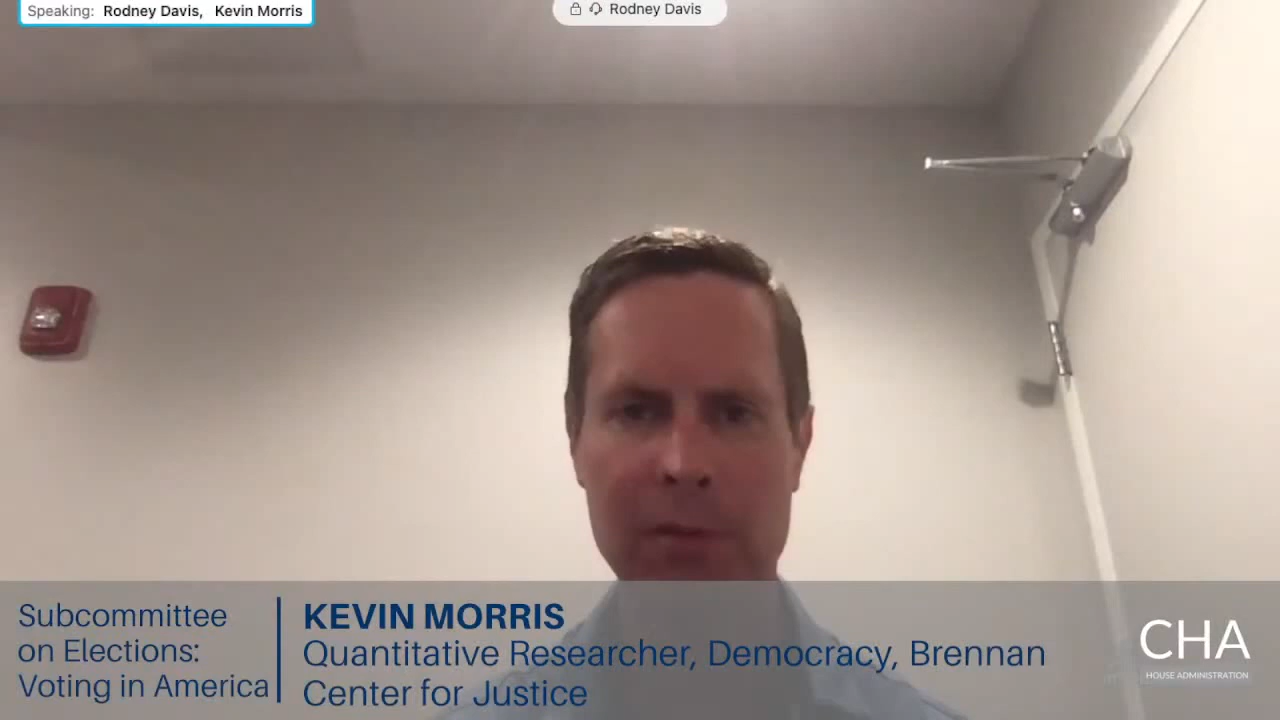 Speaking: Rodney Davis, Kevin Morris
Rodney Davis
Subcommittee
on Elections:
Voting in America
KEVIN MORRIS
Quantitative Researcher, Democracy, Brennan
Center for Justice
CHA
HOUSE ADMINISTRATION